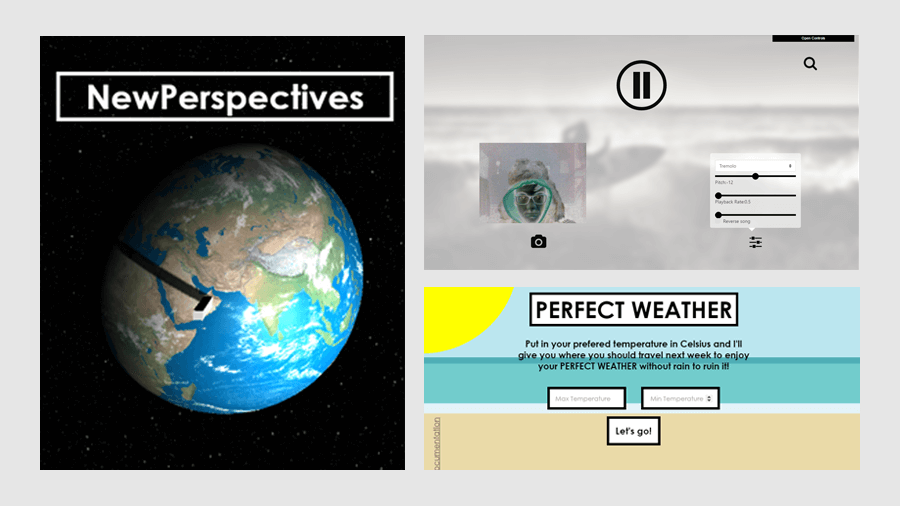 NewPerspectives
Open Controls
Tremolo
Pitch:-12
Playback Rate:0.5
Reverse song
PERFECT WEATHER
Put in your prefered temperature in Celsius and I'll
give you where you should travel next week to enjoy
your PERFECT WEATHER without rain to ruin it!
Max Temperature
Min Temperature
Let's go!
ocumentation